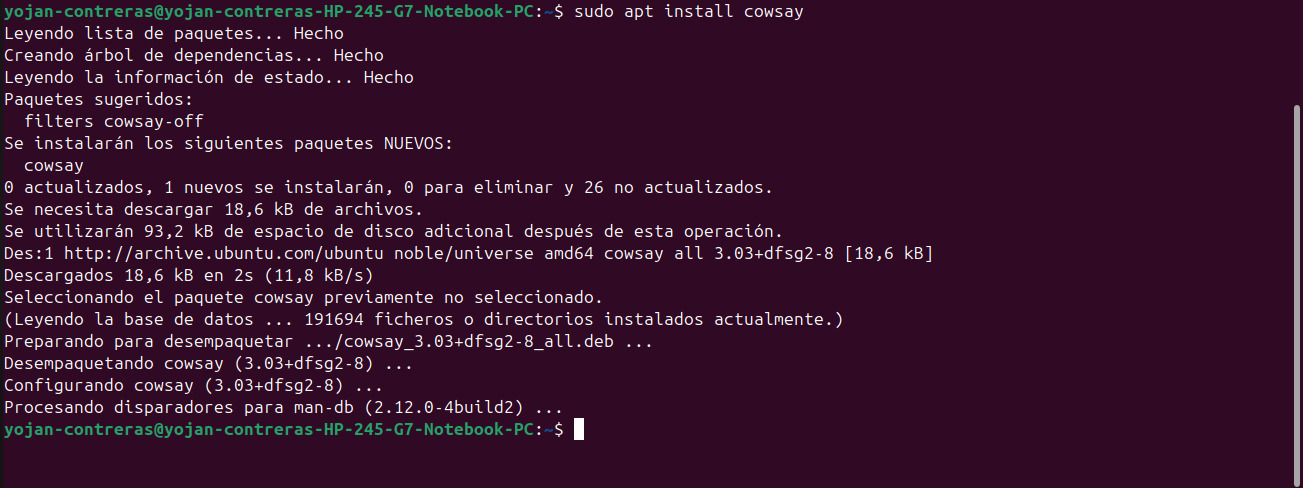 yojan-contreras@yojan-contreras-HP-245-G7-Notebook-PC:~$ sudo apt install cowsay
Leyendo lista de paquetes... Hecho
Creando árbol de dependencias... Hecho
Leyendo la información de estado... Hecho
Paquetes sugeridos:
  filters cowsay-off
Se instalarán los siguientes paquetes NUEVOS:
  cowsay
0 actualizados, 1 nuevos se instalarán, 0 para eliminar y 26 no actualizados.
Se necesita descargar 18,6 kB de archivos.
Se utilizarán 93,2 kB de espacio de disco adicional después de esta operación.
Des:1 http://archive.ubuntu.com/ubuntu noble/universe amd64 cowsay all 3.03+dfsg2-8 [18,6 kB]
Descargados 18,6 kB en 2s (11,8 kB/s)
Seleccionando el paquete cowsay previamente no seleccionado.
(Leyendo la base de datos ... 191694 ficheros o directorios instalados actualmente.)
Preparando para desempaquetar .../cowsay_3.03+dfsg2-8_all.deb ...
Desempaquetando cowsay (3.03+dfsg2-8) ...
Configurando cowsay (3.03+dfsg2-8) ...
Procesando disparadores para man-db (2.12.0-4build2) ...
yojan-contreras@yojan-contreras-HP-245-G7-Notebook-PC:~$